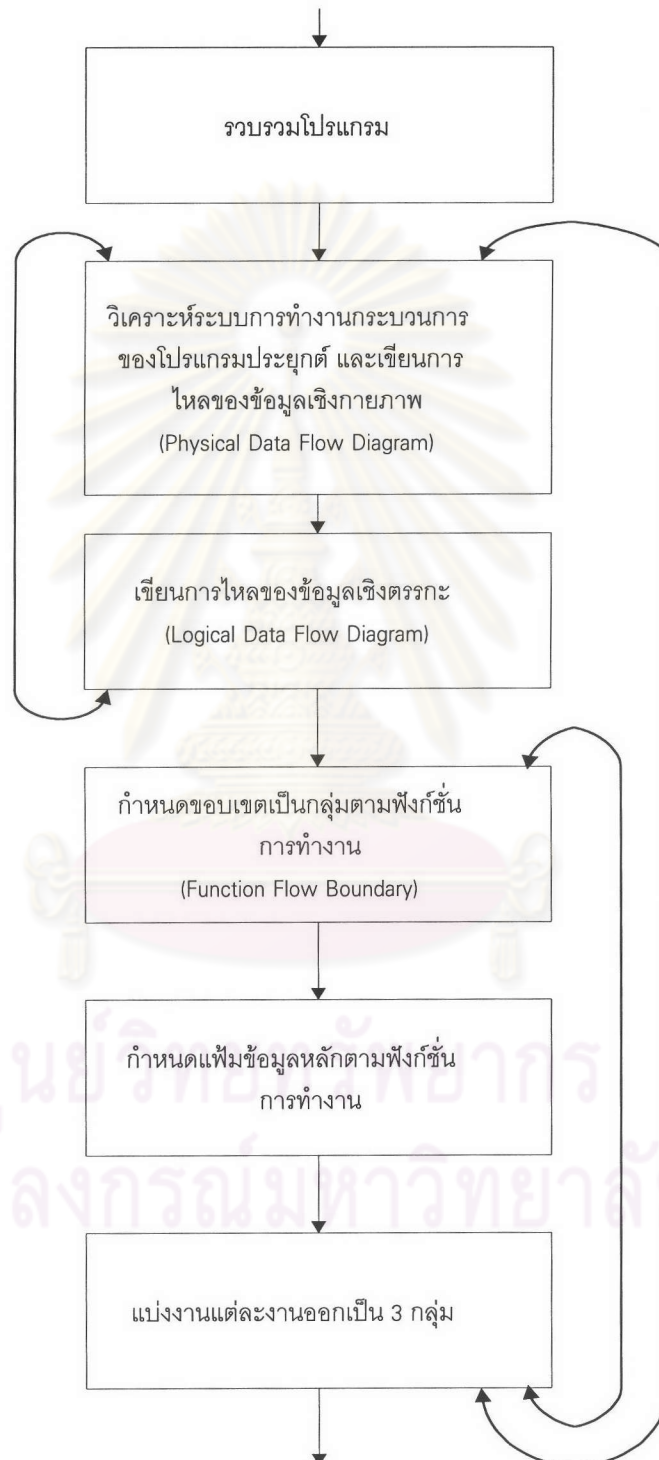 รวบรวมโปรแกรม
วิเคราะห์ระบบการทำงานกระบวนการ
ของโปรแกรมประยุกต์ และเขียนการ
ไหลของข้อมูลเชิงกายภาพ
(Physical Data Flow Diagram)
เขียนการไหลของข้อมูลเชิงตรรกะ
(Logical Data Flow Diagram)
กำหนดขอบเขตเป็นกลุ่มตามฟังก์ชั่น
การทำงาน
(Function Flow Boundary)
กำหนดแฟ้มข้อมูลหลักตามฟังก์ชั่น
การทำงาน
แบ่งงานแต่ละงานออกเป็น 3 กลุ่ม